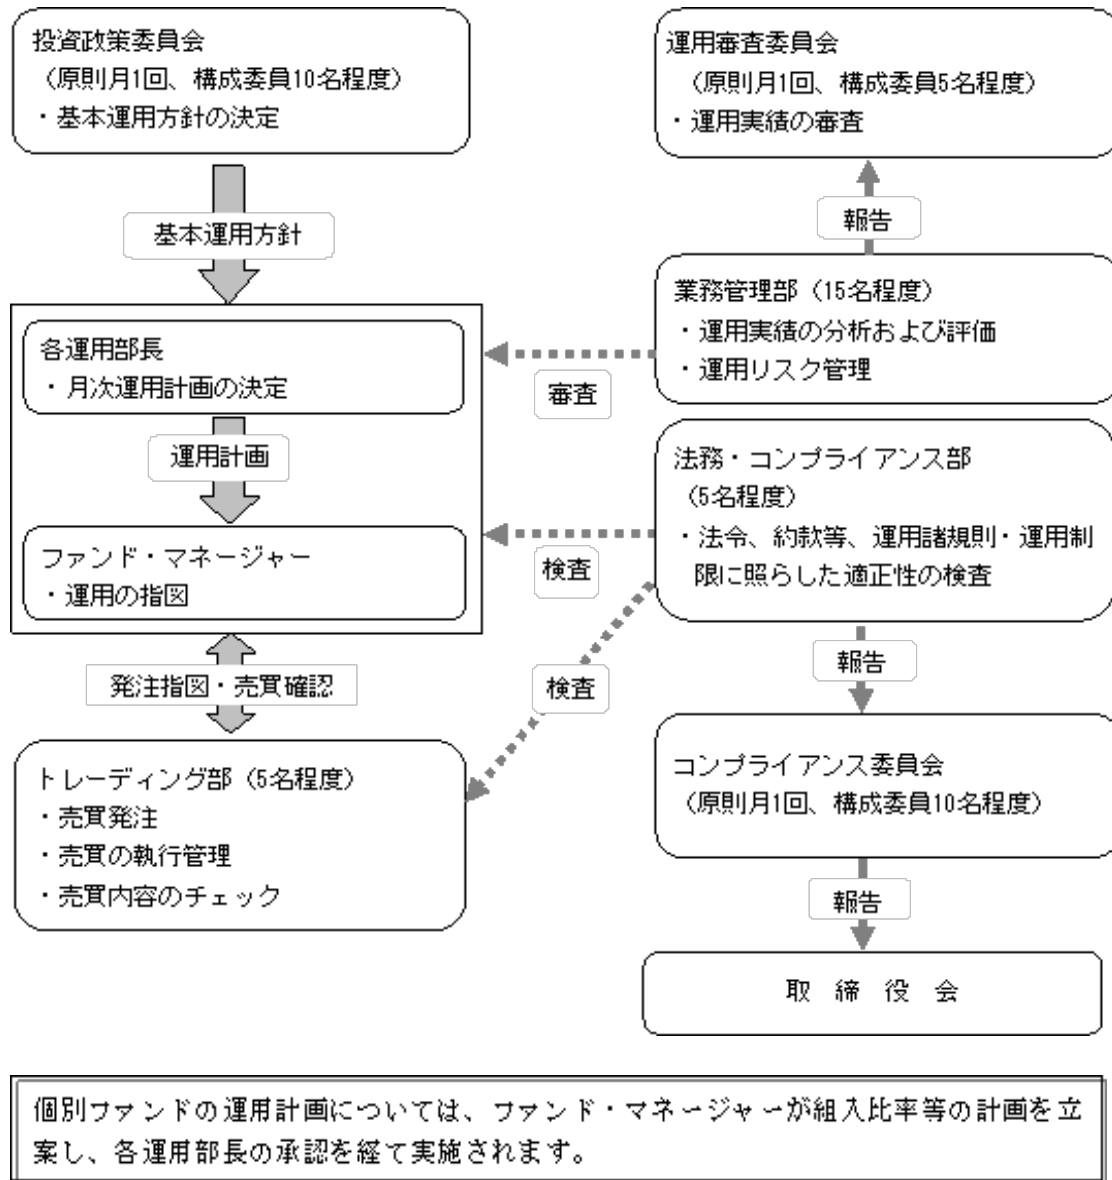 投資政策委員会
（原則月1回、構成委員10名程度）
・基本運用方針の決定
基本運用方針
各運用部長
・月次運用計画の決定
運用計画
ファンド・マネージャー
・運用の指図
発注指図・売買確認
トレーディング部（5名程度）
・売買発注
・売買の執行管理
・売買内容のチェック
運用審査委員会
（原則月1回、構成委員5名程度）
・運用実績の審査
報告
業務管理部（15名程度）
・運用実績の分析および評価
・運用リスク管理
審査
法務・コンプライアンス部
（5名程度）
・法令、約款等、運用諸規則・運用制
限に照らした適正性の検査
検査
検査
報告
コンプライアンス委員会
（原則月1回、構成委員10名程度）
報告
取 締 役 会
個別ファンドの運用計画については、ファンド・マネージャーが組入比率等の計画を立
案し、各運用部長の承認を経て実施されます。